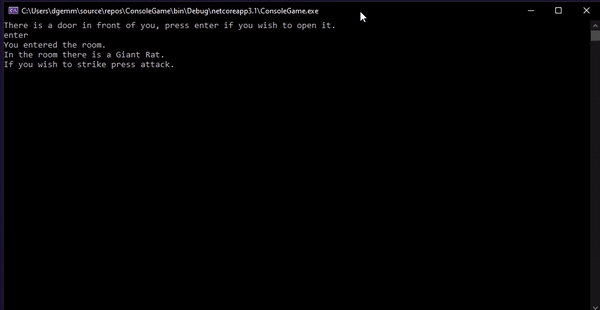 C:\Users\dgemm\source\repos\ConsoleGame\bin\Debug\netcoreapp3.1\ConsoleGame.exe
There is a door in front of you, press enter if you wish to open it.
enter
You entered the room.
In the room there is a Giant Rat.
If you wish to strike press attack.